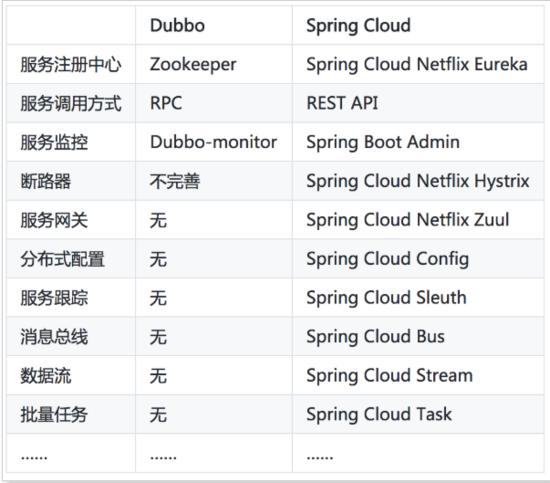 Dubbo Spring Cloud
服务注册中心 Zookeeper Spring Cloud Netflix Eureka
服务调用方式 RPC REST API
服务监控 Dubbo-monitor Spring Boot Admin
断路器 不完善 Spring Cloud Netflix Hystrix
服务网关 无 Spring Cloud Netflix Zuul
分布式配置 无 Spring Cloud Config
服务跟踪 无 Spring Cloud Sleuth
消息总线 无 Spring Cloud Bus
数据流 无 Spring Cloud Stream
批量任务 无 Spring Cloud Task
...... ...... ......